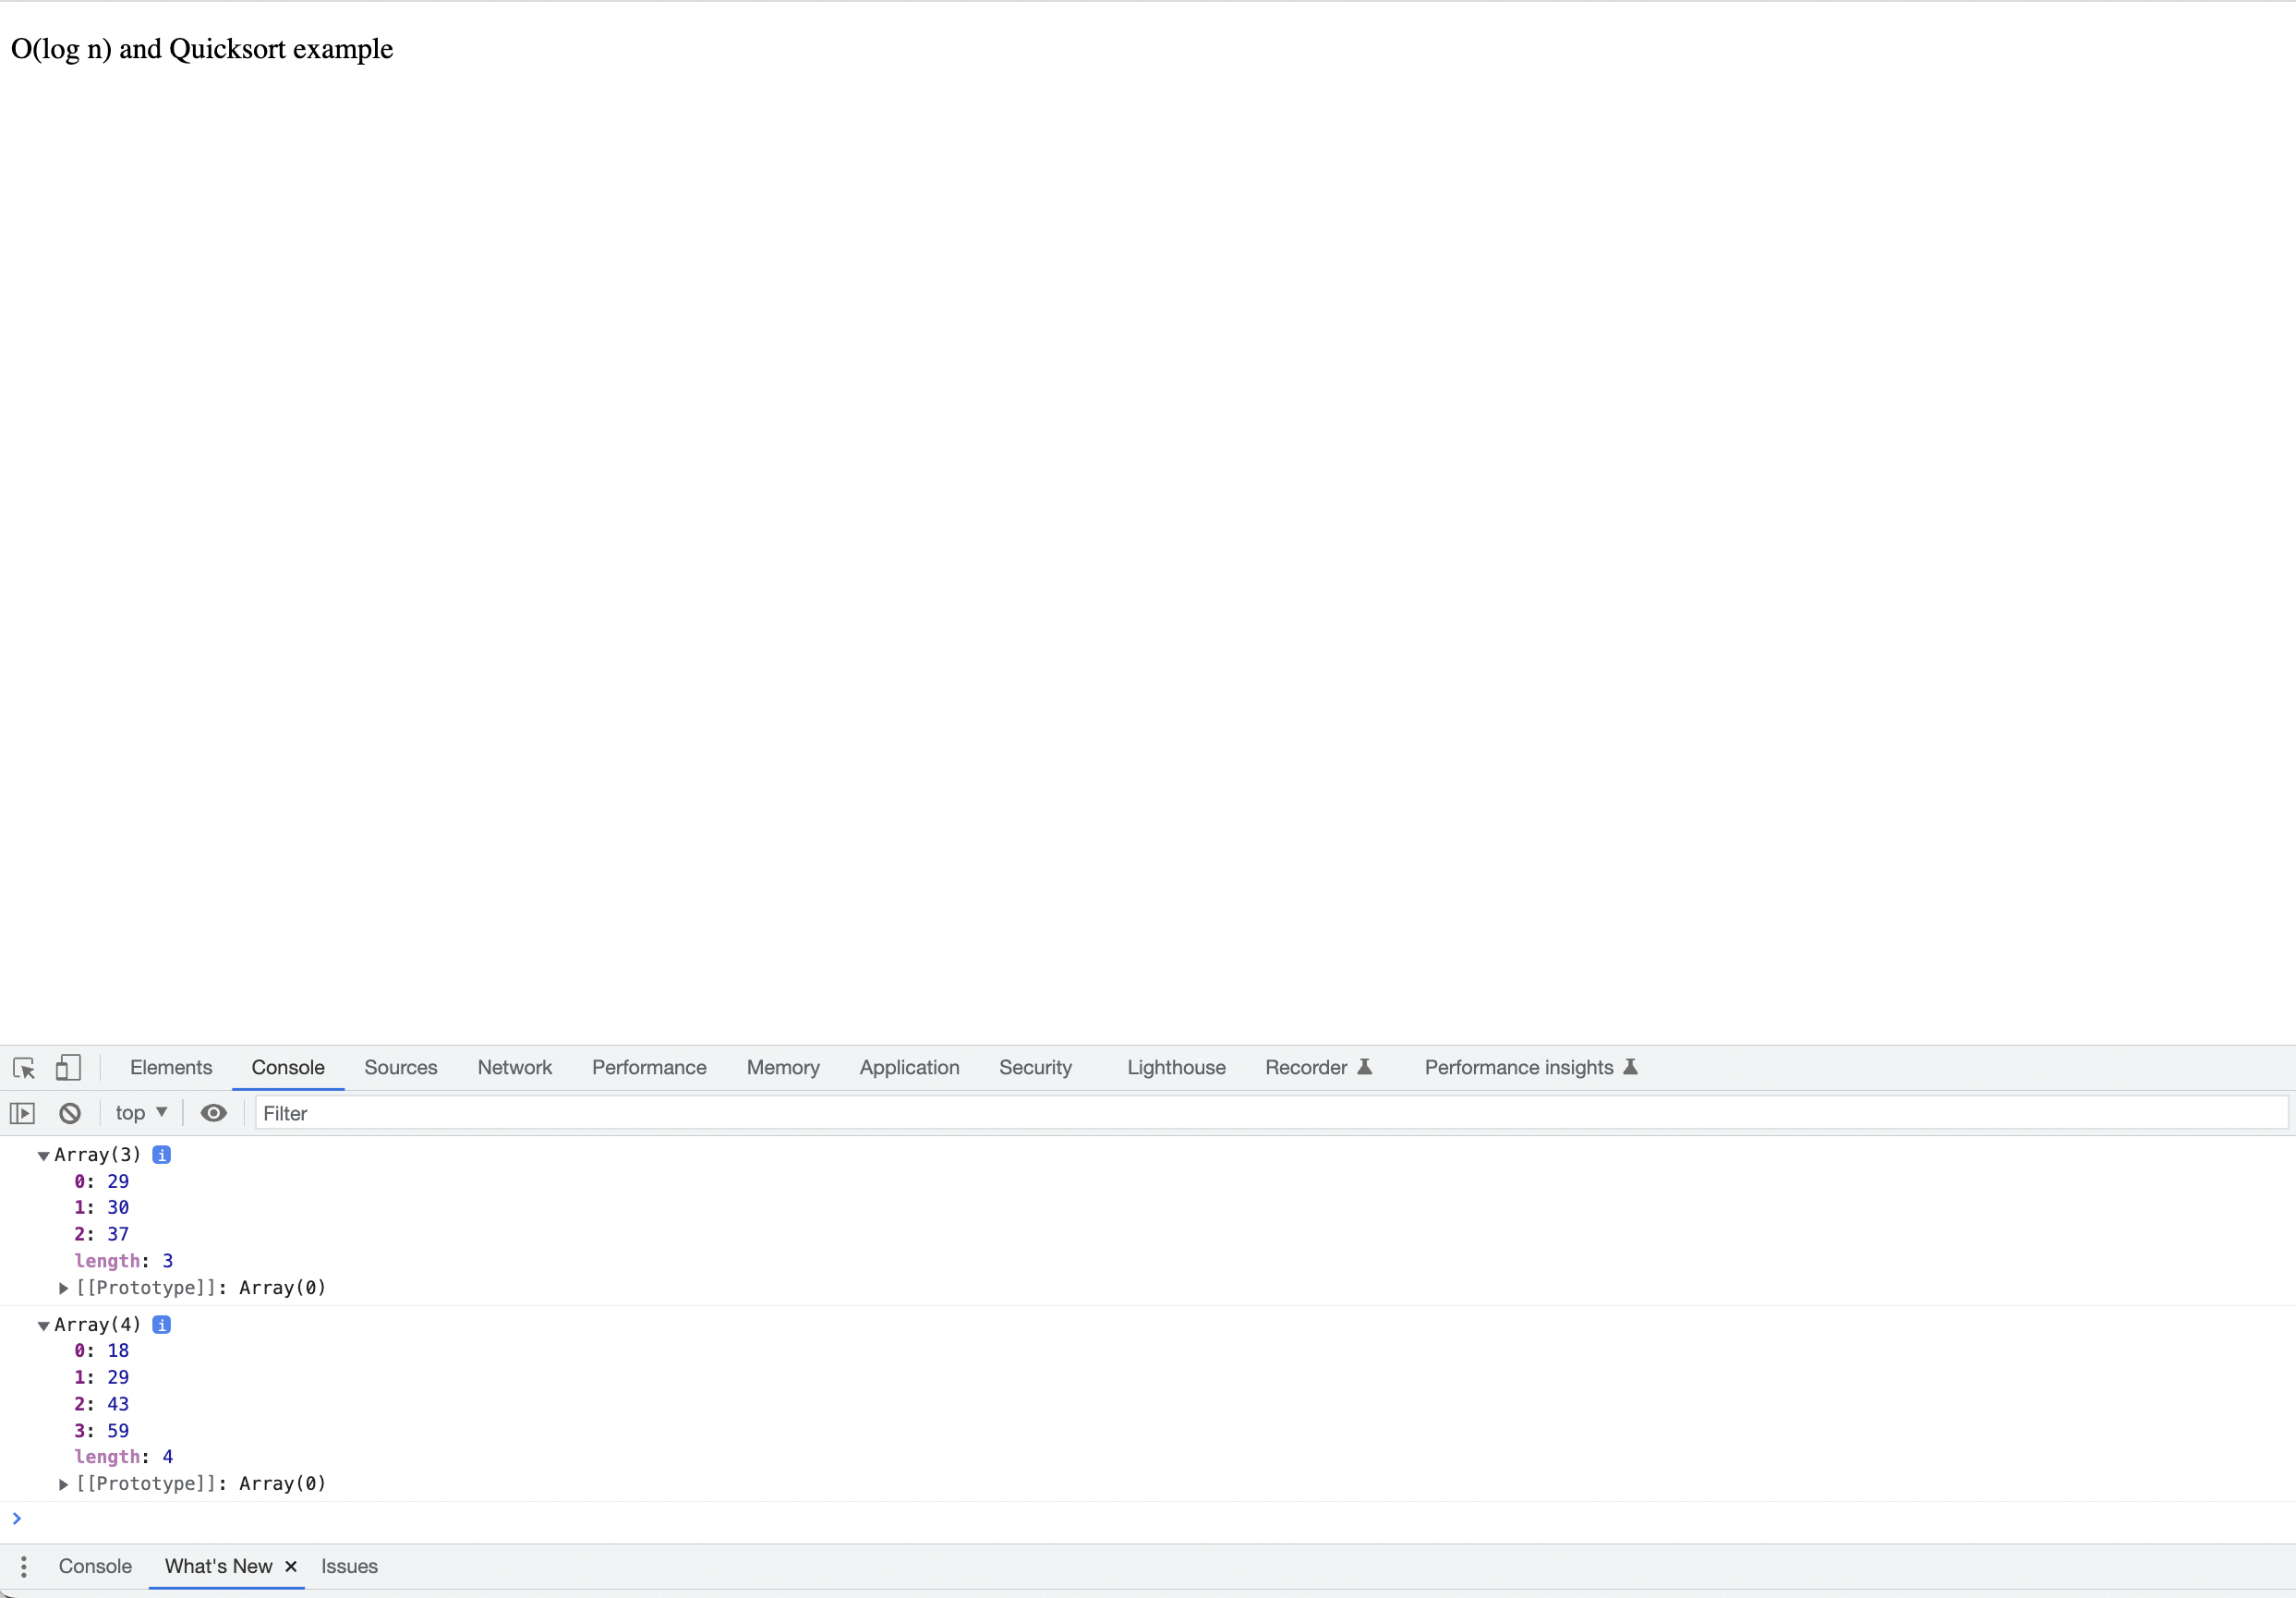 O(log n) and Quicksort example
Elements Console Sources Network Performance Memory Application Security Lighthouse Recorder Performance insights
top Filter
Array(3) i
0: 29
1: 30
2: 37
length: 3
[[Prototype]]: Array(0)
Array(4) i
0: 18
1: 29
2: 43
3: 59
length: 4
[[Prototype]]: Array(0)
Console What's New Issues